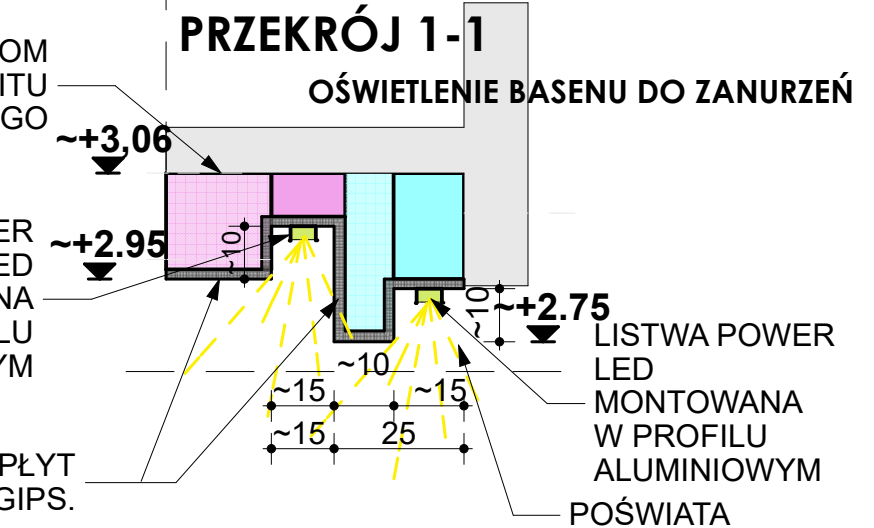 PRZEKRÓJ 1-1
OŚWIETLENIE BASENU DO ZANURZEŃ
OM
ITU
GO
~+3,06
ER
ED
NA
LU
YM
~+2.95
~10
~10
~+2.75
LISTWA POWER
LED
MONTOWANA
W PROFILU
ALUMINIOWYM
~10
~15
~15
~15
25
PŁYT
GIPS.
POŚWIATA